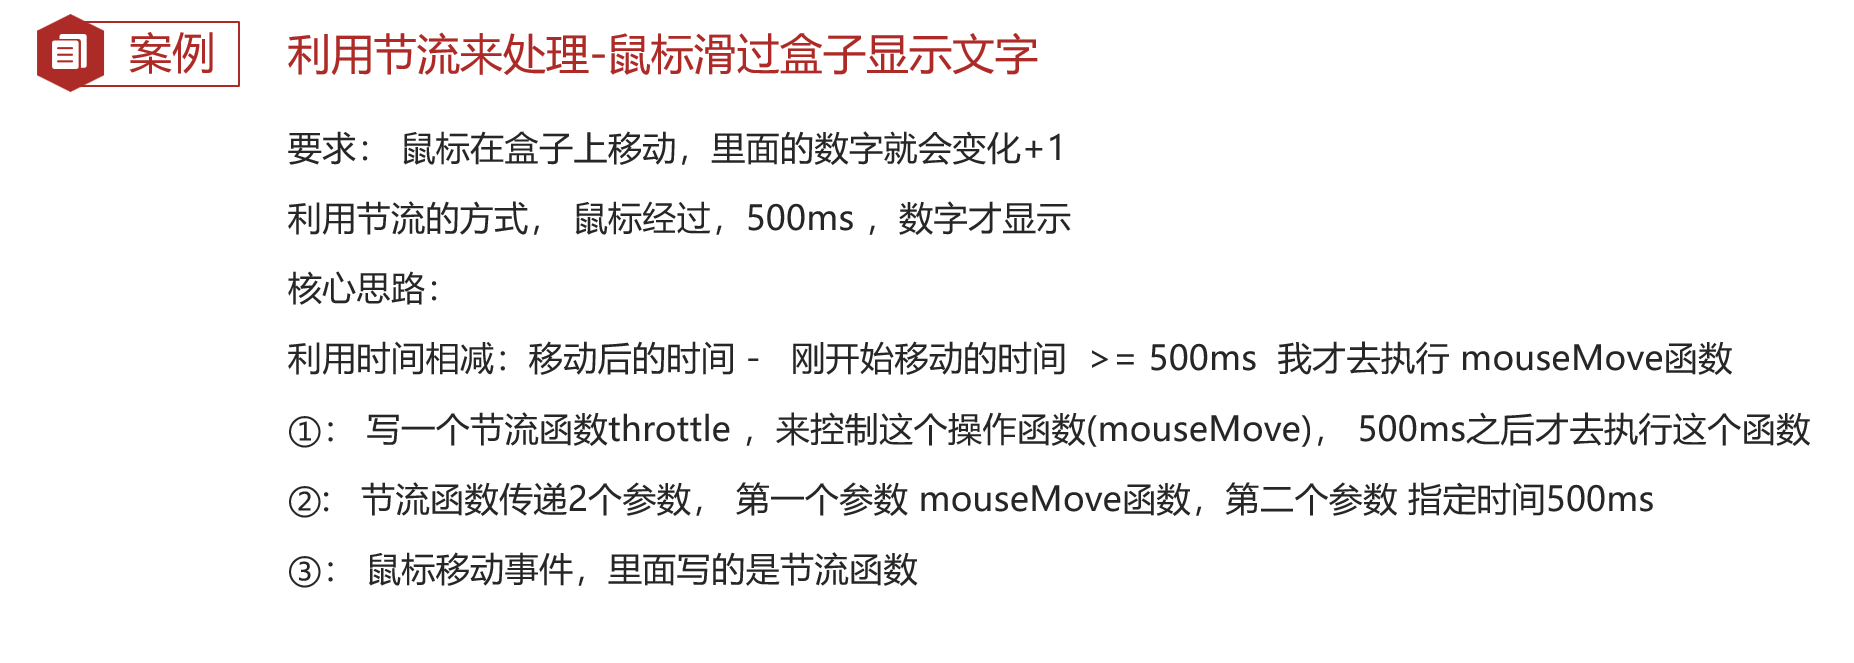 案例
利用节流来处理-鼠标滑过盒子显示文字
要求： 鼠标在盒子上移动，里面的数字就会变化+1
利用节流的方式， 鼠标经过，500ms ，数字才显示
核心思路：
利用时间相减：移动后的时间 - 刚开始移动的时间 >= 500ms 我才去执行 mouseMove函数
①： 写一个节流函数throttle ，来控制这个操作函数(mouseMove)， 500ms之后才去执行这个函数
②： 节流函数传递2个参数， 第一个参数 mouseMove函数，第二个参数 指定时间500ms
③： 鼠标移动事件，里面写的是节流函数